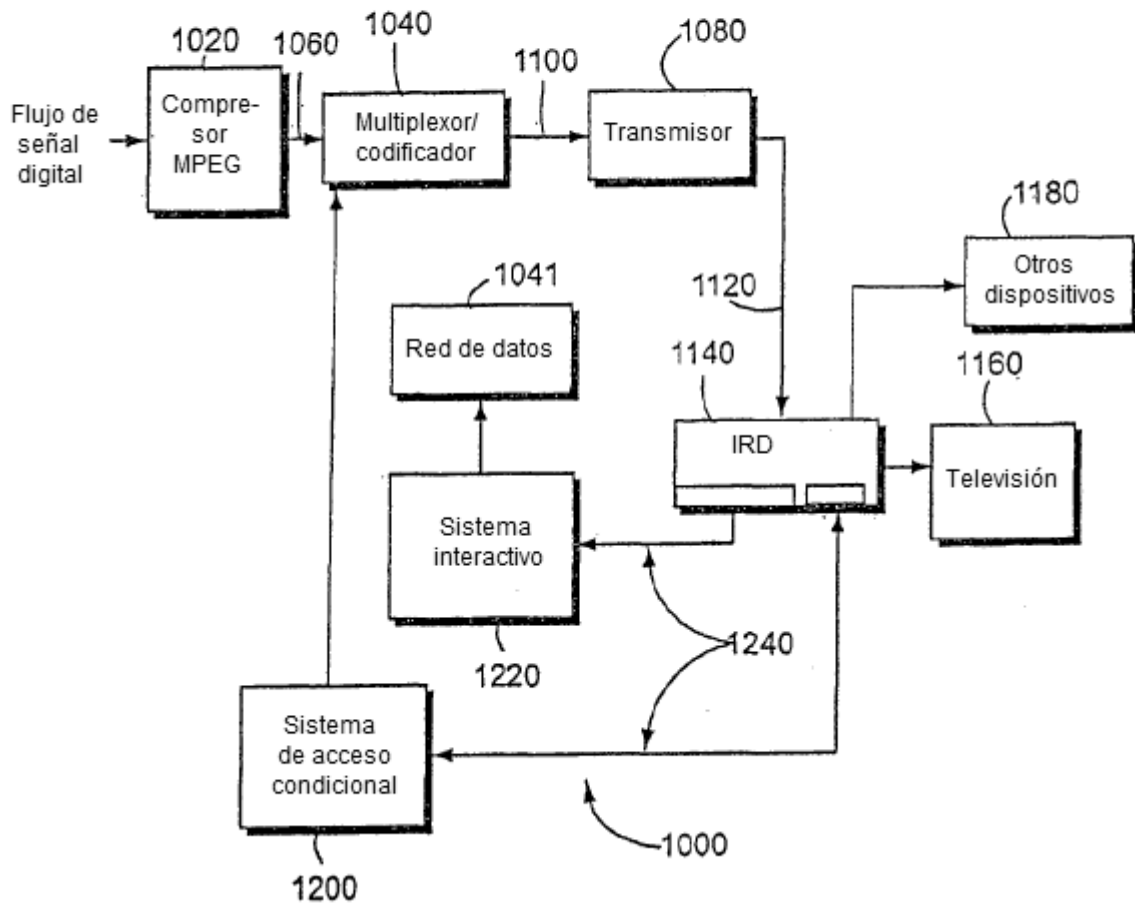 1020
1060
1040
1100
1080
Flujo de
señal
digital
Compre-
sor
MPEG
Multiplexor/
codificador
Transmisor
1180
Otros
dispositivos
1041
Red de datos
1120
1140
IRD
1160
Televisión
Sistema
interactivo
1220
1240
Sistema
de acceso
condicional
1200
1000